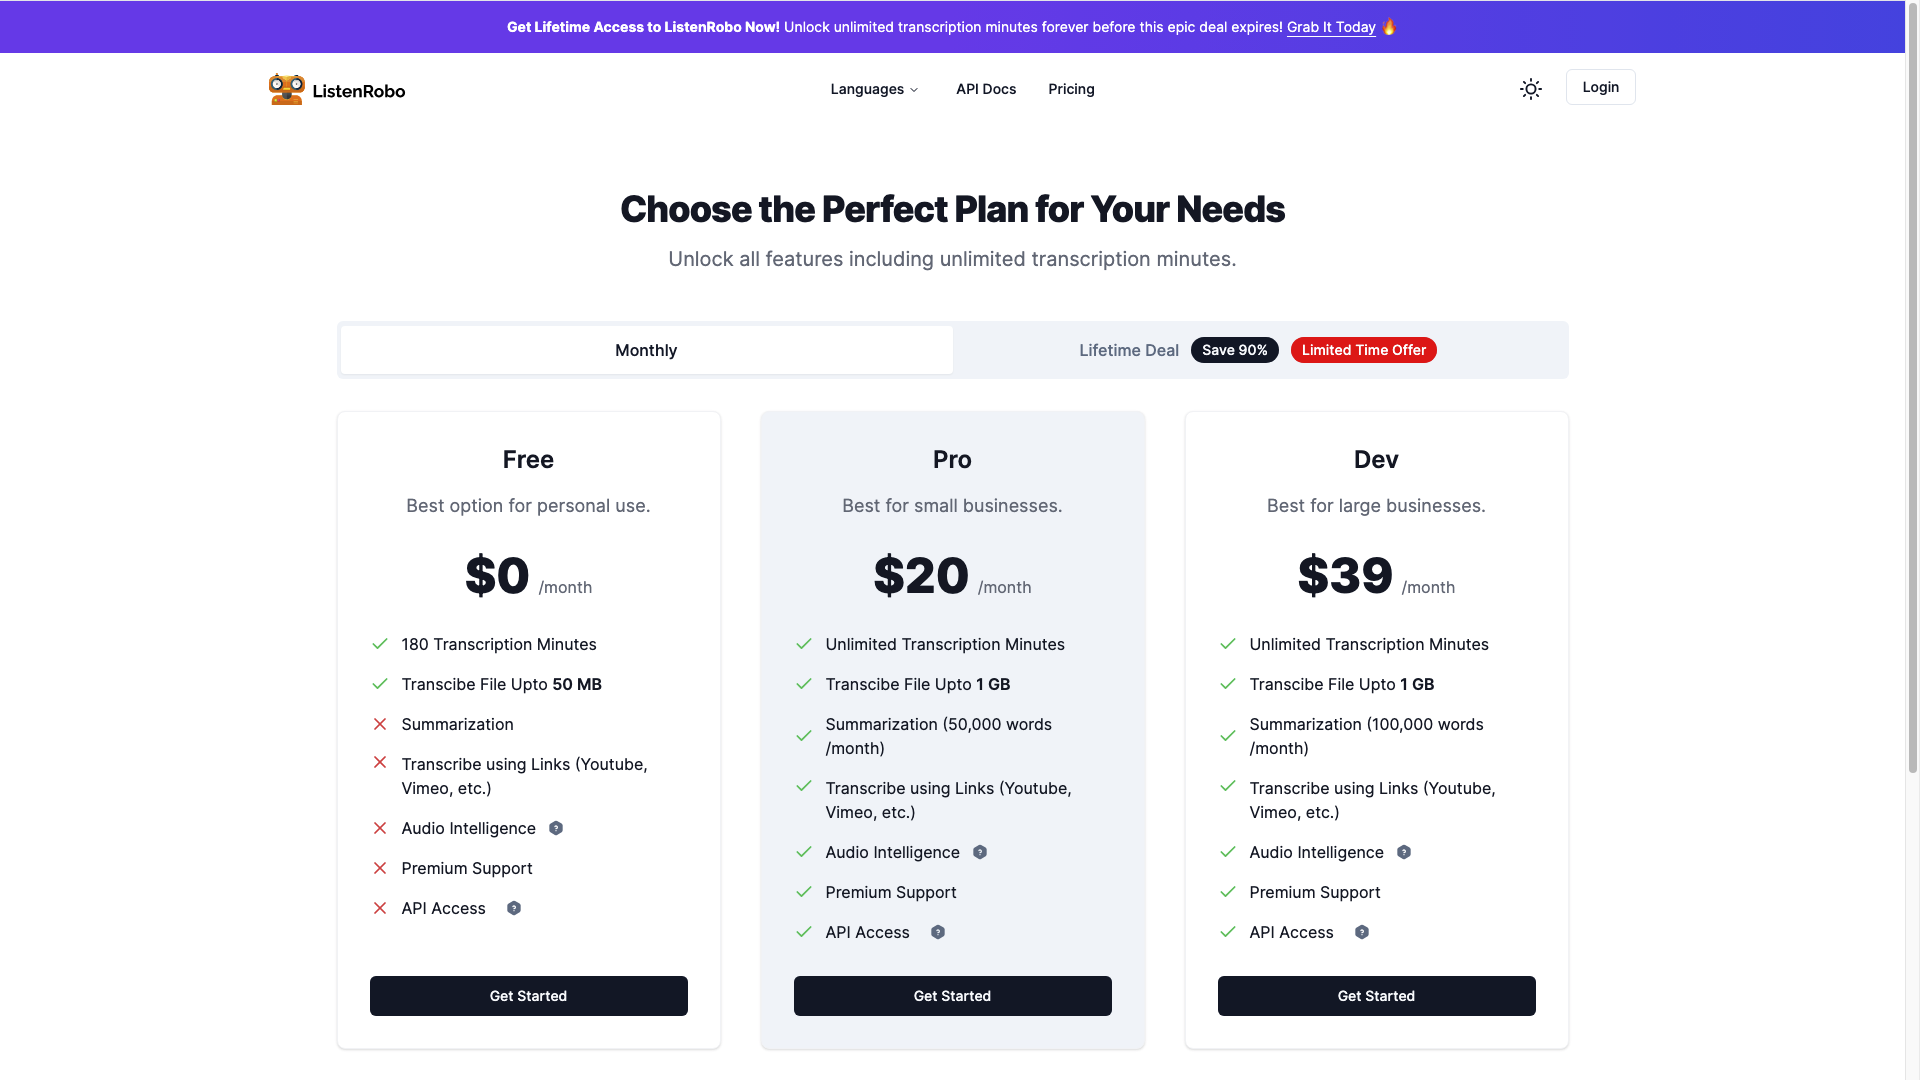 Get Lifetime Access to ListenRobo Now! Unlock unlimited transcription minutes forever before this epic deal expires! Grab It Today 🔥
ListenRobo
Languages
API Docs
Pricing
Login
Choose the Perfect Plan for Your Needs
Unlock all features including unlimited transcription minutes.
Monthly
Lifetime Deal
Save 90%
Limited Time Offer
Free
Best option for personal use.
$0 /month
180 Transcription Minutes
Transcibe File Upto 50 MB
Summarization
Transcribe using Links (Youtube,
Vimeo, etc.)
Audio Intelligence ?
Premium Support
API Access ?
Get Started
Pro
Best for small businesses.
$20 /month
Unlimited Transcription Minutes
Transcibe File Upto 1 GB
Summarization (50,000 words
/month)
Transcribe using Links (Youtube,
Vimeo, etc.)
Audio Intelligence ?
Premium Support
API Access ?
Get Started
Dev
Best for large businesses.
$39 /month
Unlimited Transcription Minutes
Transcibe File Upto 1 GB
Summarization (100,000 words
/month)
Transcribe using Links (Youtube,
Vimeo, etc.)
Audio Intelligence ?
Premium Support
API Access ?
Get Started